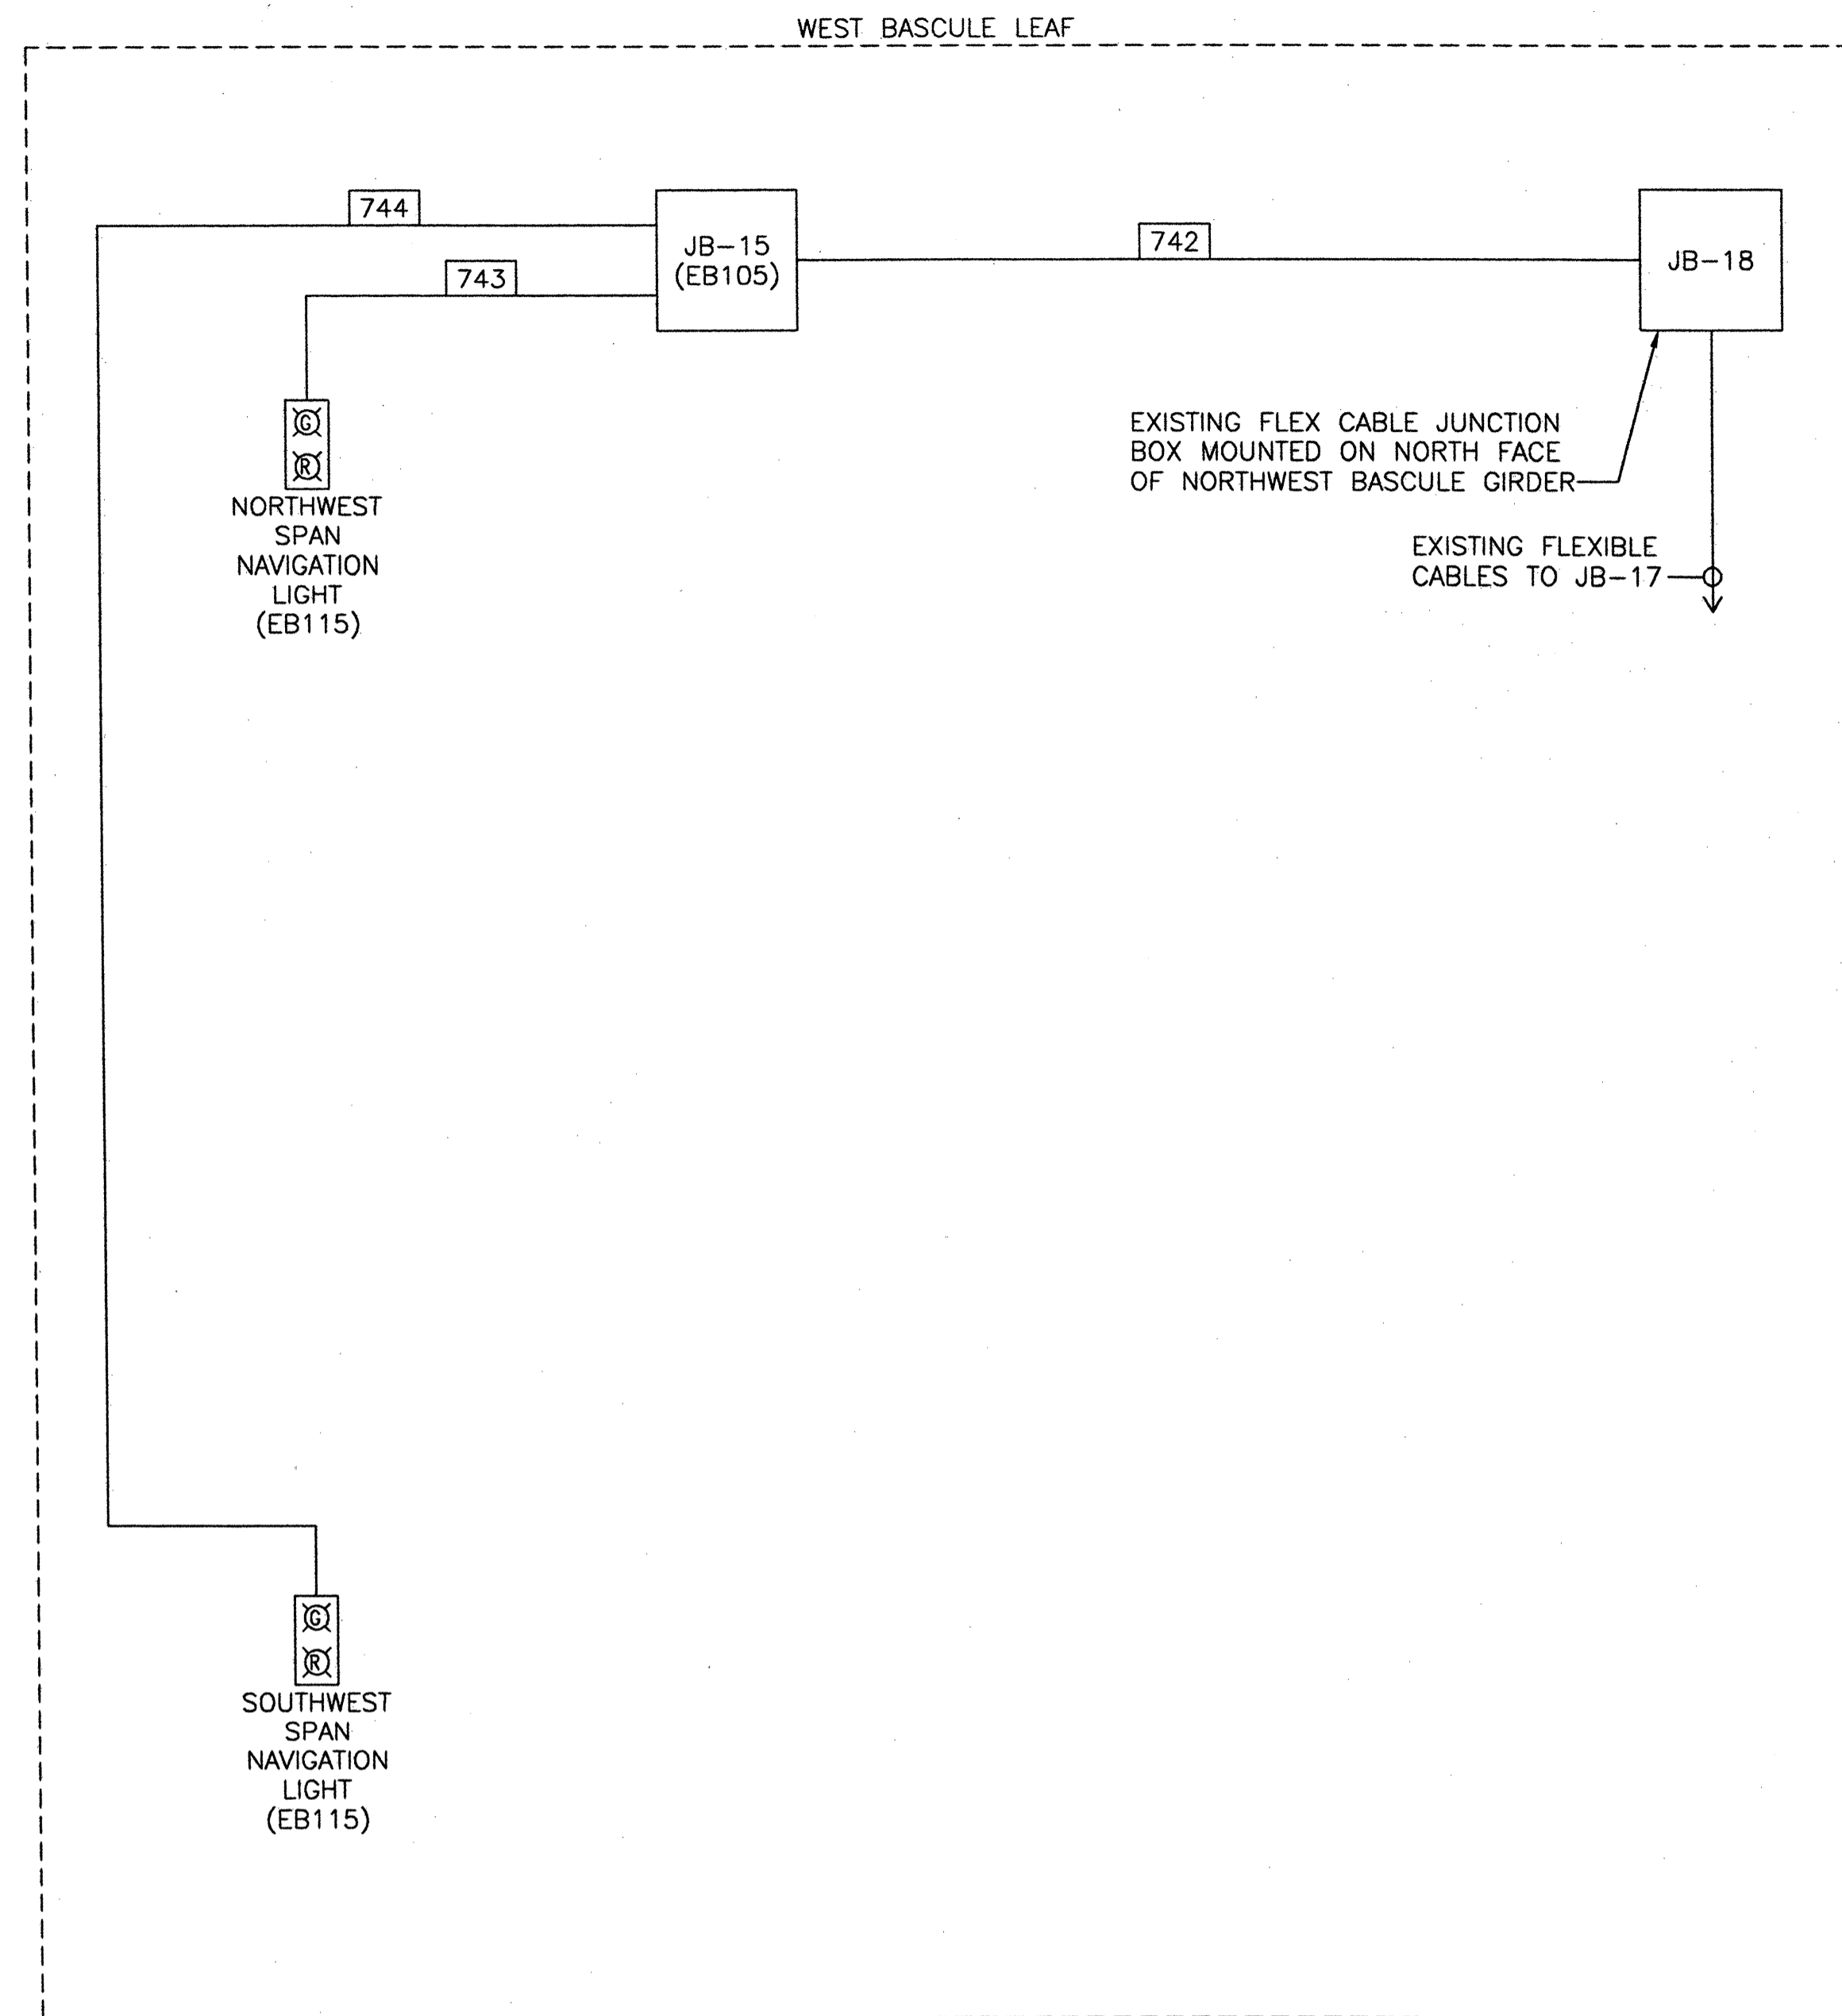 WEST BASCULE LEAF
744
743
JB-15
(EB105)
742
JB-18
G
R
NORTHWEST
SPAN
NAVIGATION
LIGHT
(EB115)
EXISTING FLEX CABLE JUNCTION
BOX MOUNTED ON NORTH FACE
OF NORTHWEST BASCULE GIRDER
EXISTING FLEXIBLE
CABLES TO JB-17
G
R
SOUTHWEST
SPAN
NAVIGATION
LIGHT
(EB115)